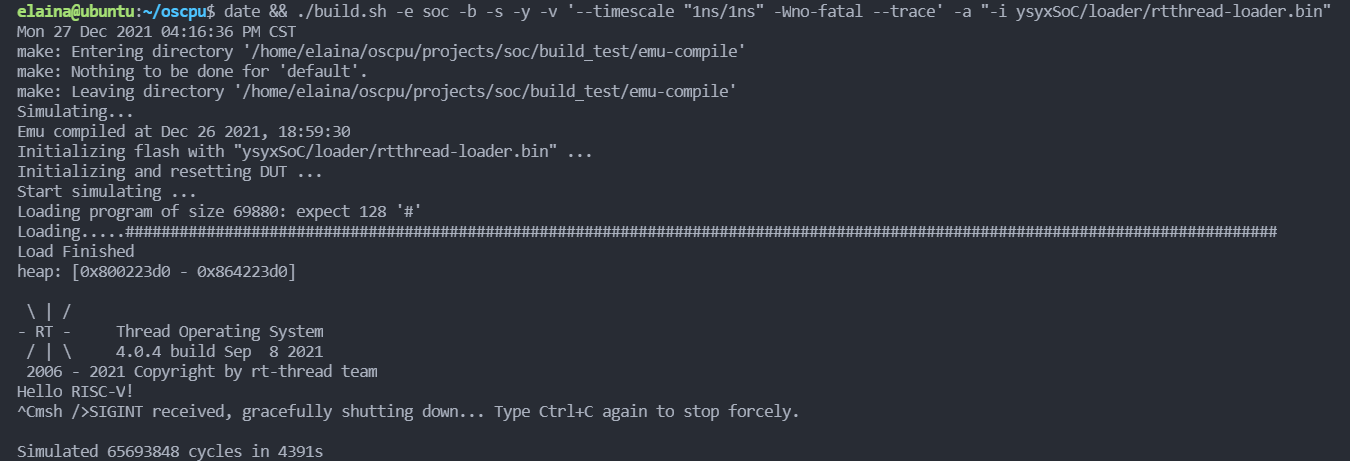 elaina@ubuntu:~/oscpu$ date && ./build.sh -e soc -b -s -y -v '--timescale "1ns/1ns" -Wno-fatal --trace' -a "-i ysyxSoC/loader/rtthread-loader.bin"
Mon 27 Dec 2021 04:16:36 PM CST
make: Entering directory '/home/elaina/oscpu/projects/soc/build_test/emu-compile'
make: Nothing to be done for 'default'.
make: Leaving directory '/home/elaina/oscpu/projects/soc/build_test/emu-compile'
Simulating...
Emu compiled at Dec 26 2021, 18:59:30
Initializing flash with "ysyxSoC/loader/rtthread-loader.bin" ...
Initializing and resetting DUT ...
Start simulating ...
Loading program of size 69880: expect 128 '#'
Loading.....################################################################################################################################
Load Finished
heap: [0x800223d0 - 0x864223d0]
 \ | /
- RT -     Thread Operating System
 / | \     4.0.4 build Sep  8 2021
 2006 - 2021 Copyright by rt-thread team
Hello RISC-V!
^Cmsh />SIGINT received, gracefully shutting down... Type Ctrl+C again to stop forcely.
Simulated 65693848 cycles in 4391s